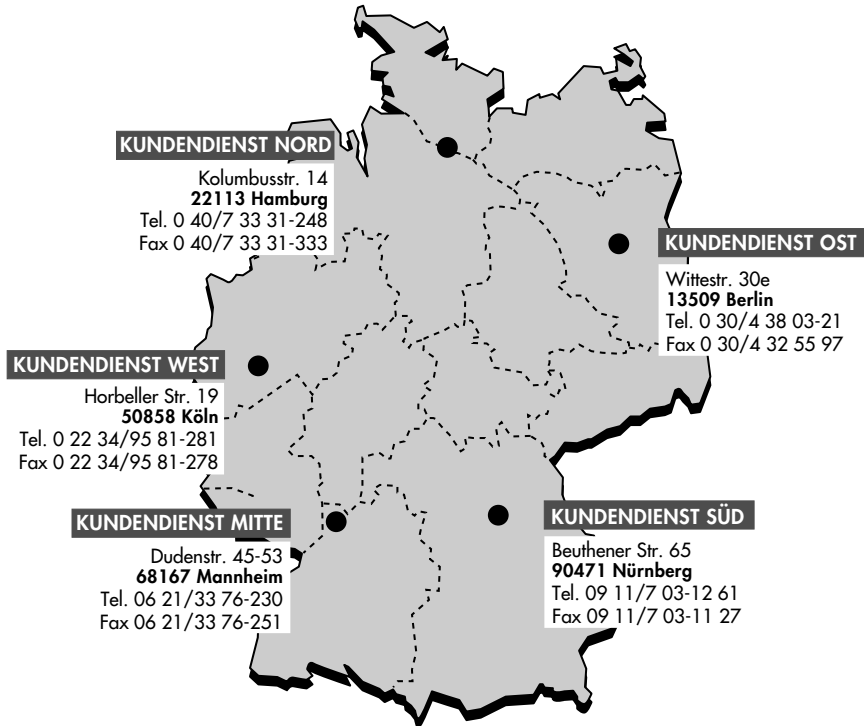 KUNDENDIENST NORD
Kolumbusstr. 14
22113 Hamburg
Tel. 0 40/7 33 31-248
Fax 0 40/7 33 31-333
KUNDENDIENST OST
Wittestr. 30e
13509 Berlin
Tel. 0 30/4 38 03-21
Fax 0 30/4 32 55 97
KUNDENDIENST WEST
Horbeller Str. 19
50858 Köln
Tel. 0 22 34/95 81-281
Fax 0 22 34/95 81-278
KUNDENDIENST MITTE
Dudenstr. 45-53
68167 Mannheim
Tel. 06 21/33 76-230
Fax 06 21/33 76-251
KUNDENDIENST SÜD
Beuthener Str. 65
90471 Nürnberg
Tel. 09 11/7 03-12 61
Fax 09 11/7 03-11 27